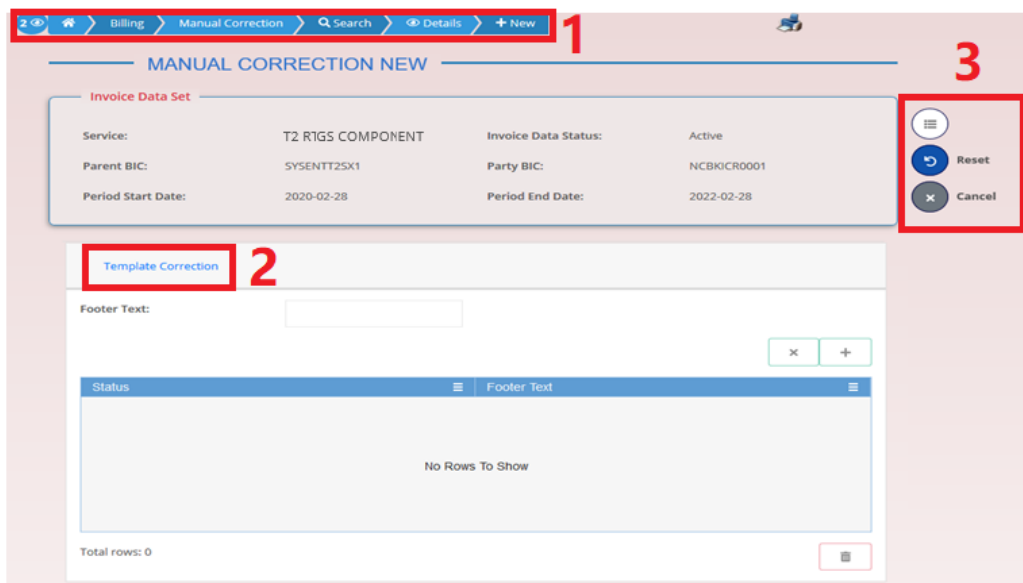 2 Billing Manual Correction Search Details + New
1
MANUAL CORRECTION NEW
3
Invoice Data Set
Service: T2 RTGS COMPONENT Invoice Data Status: Active
Parent BIC: SYSENTT2SX1 Party BIC: NCBKICR0001
Reset
Period Start Date: 2020-02-28 Period End Date: 2022-02-28
Cancel
Template Correction
2
Footer Text:
Status Footer Text
No Rows To Show
Total rows: 0